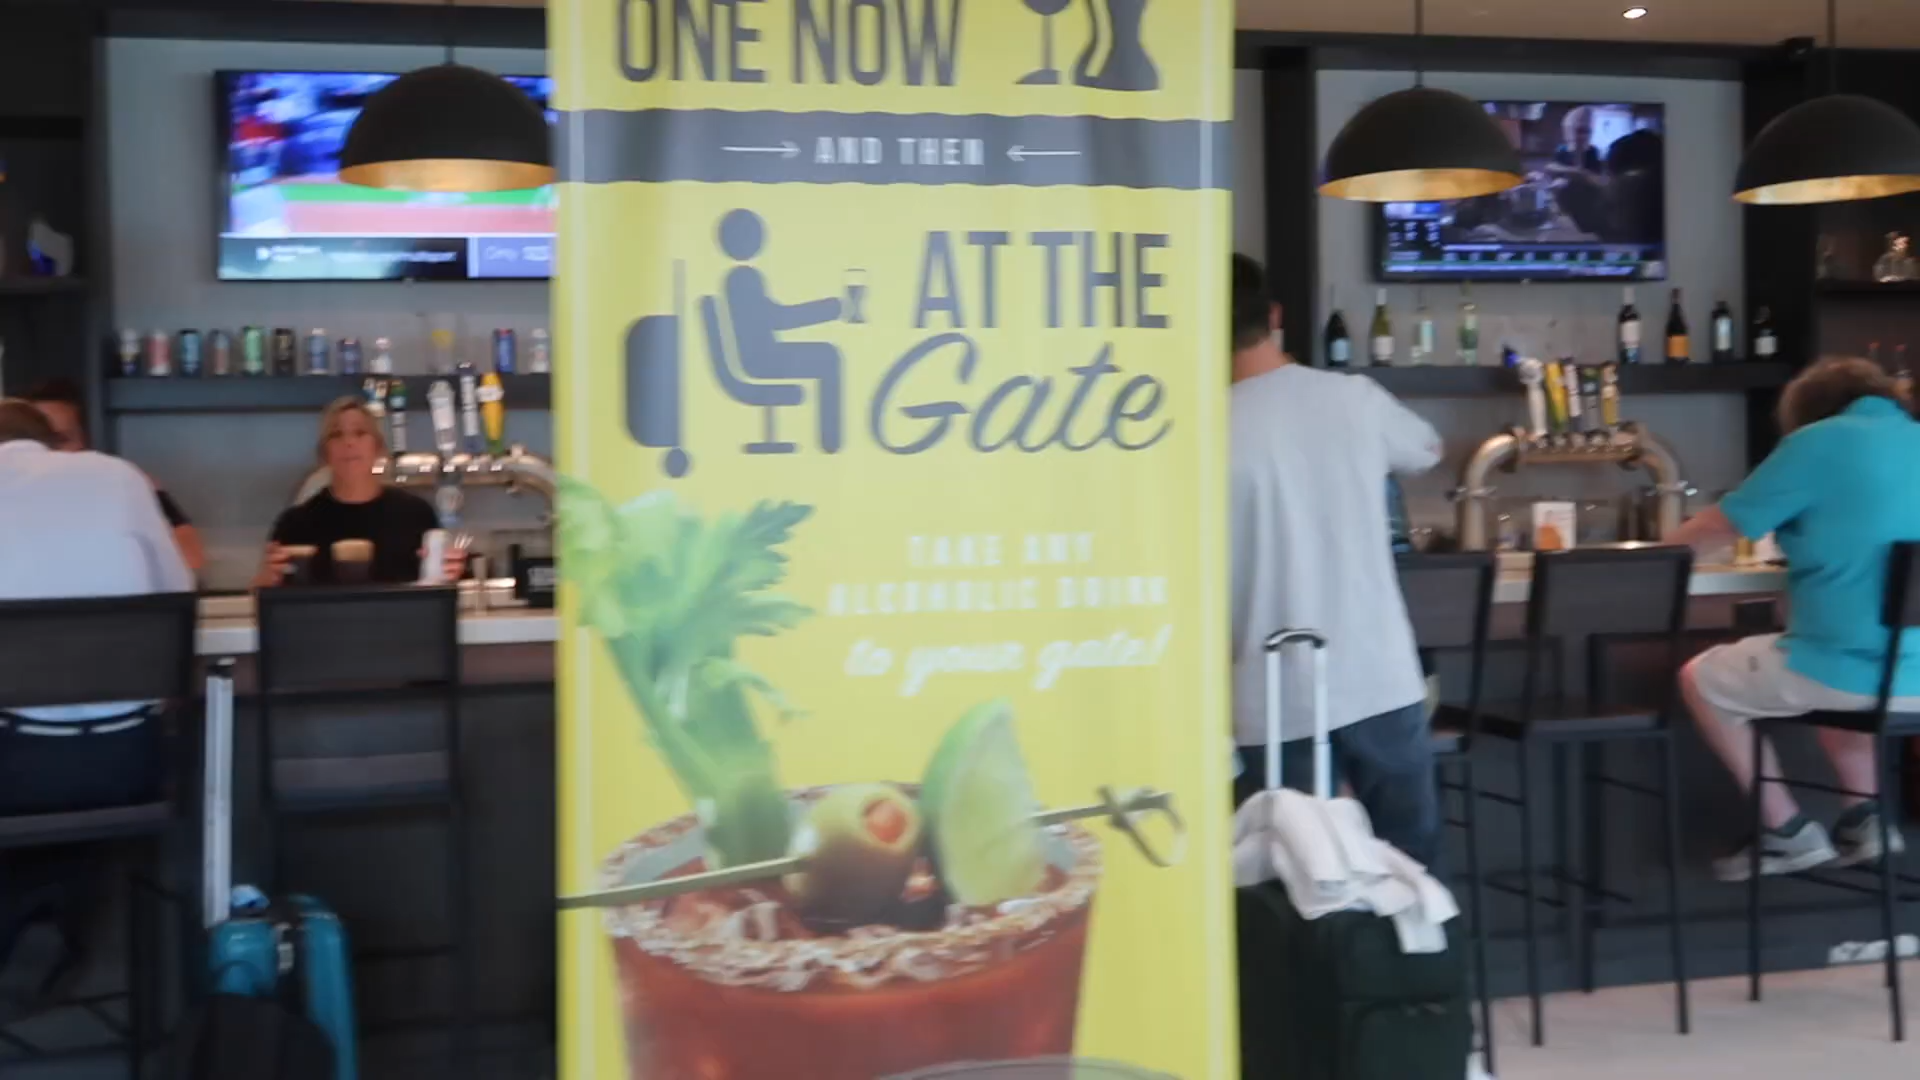 ONE NOW
AND THEN
AT THE
Gate
TAKE ANY
ALCOHOLIC DRINK
to your gate!